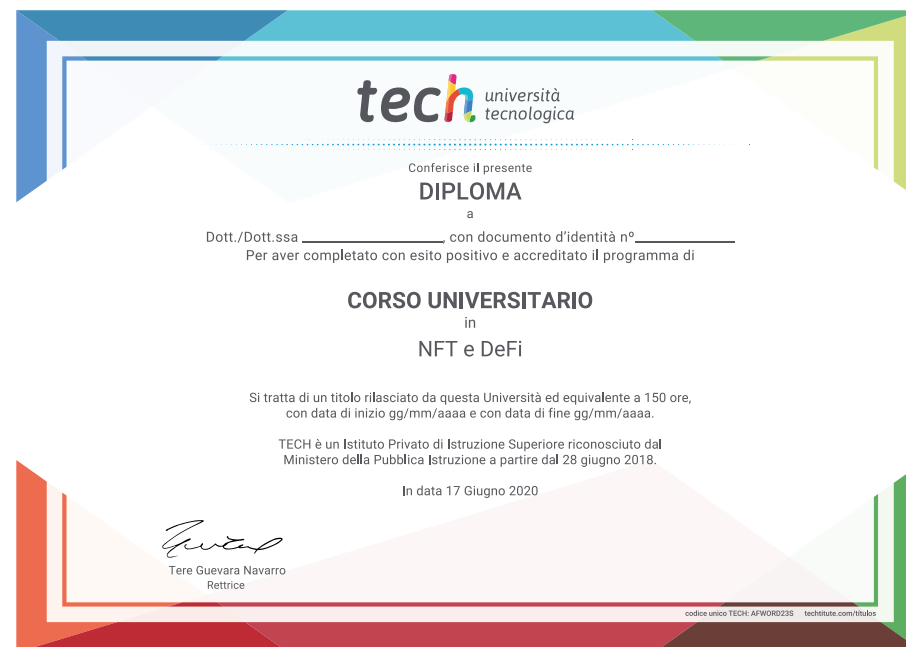 tech università
tecnologica
Conferisce il presente
DIPLOMA
a
Dott./Dott.ssa ____________________, con documento d'identità nº______________
Per aver completato con esito positivo e accreditato il programma di
CORSO UNIVERSITARIO
in
NFT e DeFi
Si tratta di un titolo rilasciato da questa Università ed equivalente a 150 ore,
con data di inizio gg/mm/aaaa e con data di fine gg/mm/aaaa.
TECH è un Istituto Privato di Istruzione Superiore riconosciuto dal
Ministero della Pubblica Istruzione a partire dal 28 giugno 2018.
In data 17 Giugno 2020
Tere Guevara Navarro
Rettrice
codice unico TECH: AFWORD23S techtitute.com/titulos